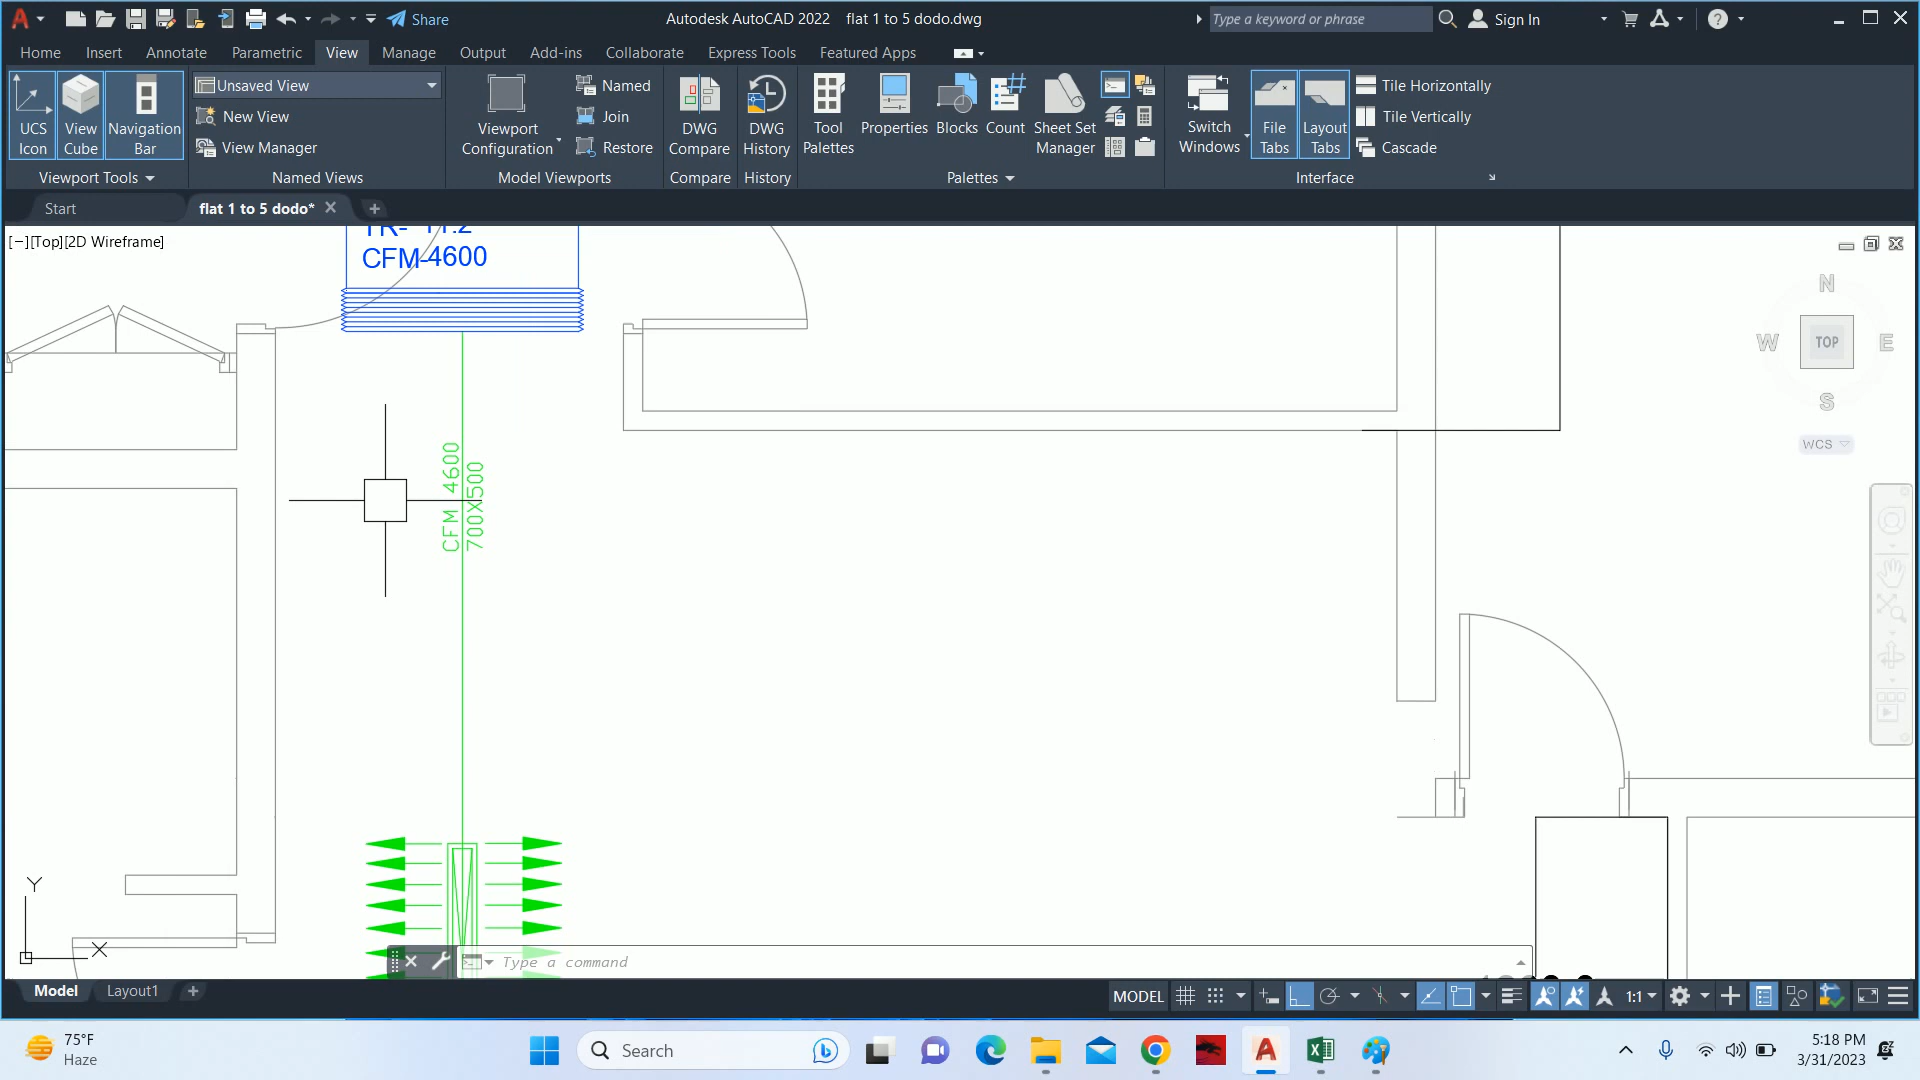 Share
Autodesk AutoCAD 2022 flat 1 to 5 dodo.dwg
Type a keyword or phrase
Sign In
Home Insert Annotate Parametric View Manage Output Add-ins Collaborate Express Tools Featured Apps
UCS Icon
View Cube
Navigation Bar
Viewport Tools
Unsaved View
New View
View Manager
Named Views
Viewport Configuration
Named
Join
Restore
Model Viewports
DWG Compare
Compare
DWG History
History
Tool Palettes
Properties
Blocks
Count
Sheet Set Manager
Palettes
Switch Windows
File Tabs
Layout Tabs
Tile Horizontally
Tile Vertically
Cascade
Interface
Start
flat 1 to 5 dodo*
[−][Top][2D Wireframe]
TR- 11.2
CFM-4600
CFM 4600
700X500
N
W
TOP
E
S
WCS
Y
X
Type a command
Model
Layout1
MODEL
1:1
75°F
Haze
Search
5:18 PM
3/31/2023